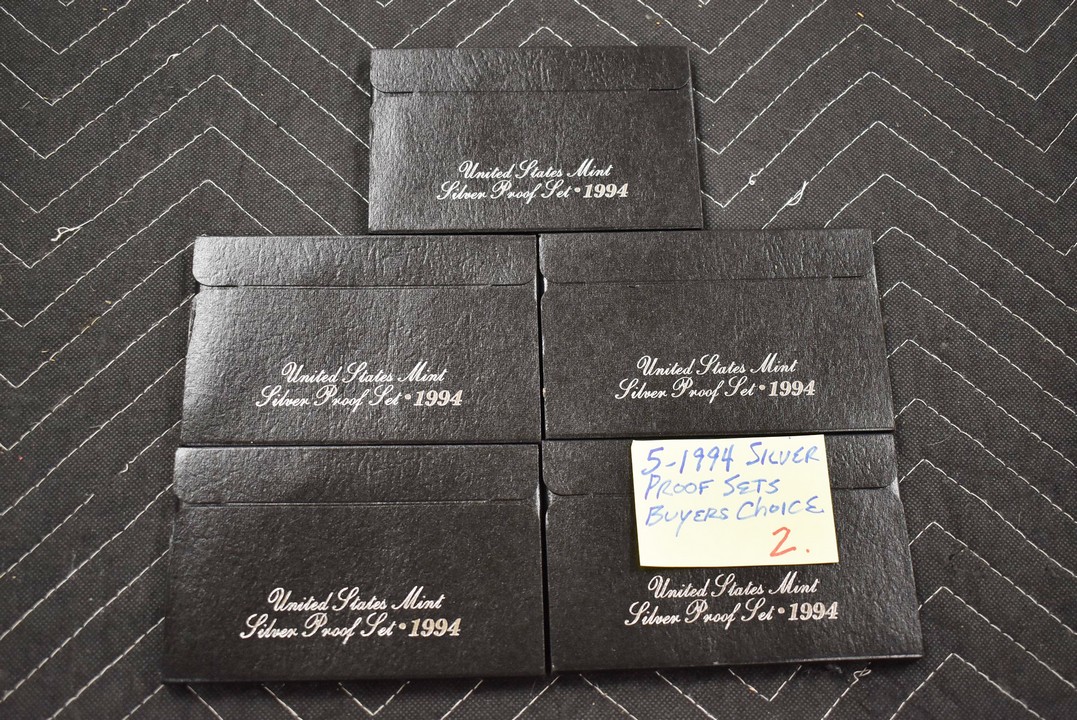 United States Mint
Silver Proof Set • 1994
United States Mint
Silver Proof Set • 1994
United States Mint
Silver Proof Set • 1994
United States Mint
Silver Proof Set • 1994
5-1994 SILVER
PROOF SETS
BUYERS CHOICE
2.
United States Mint
Silver Proof Set • 1994